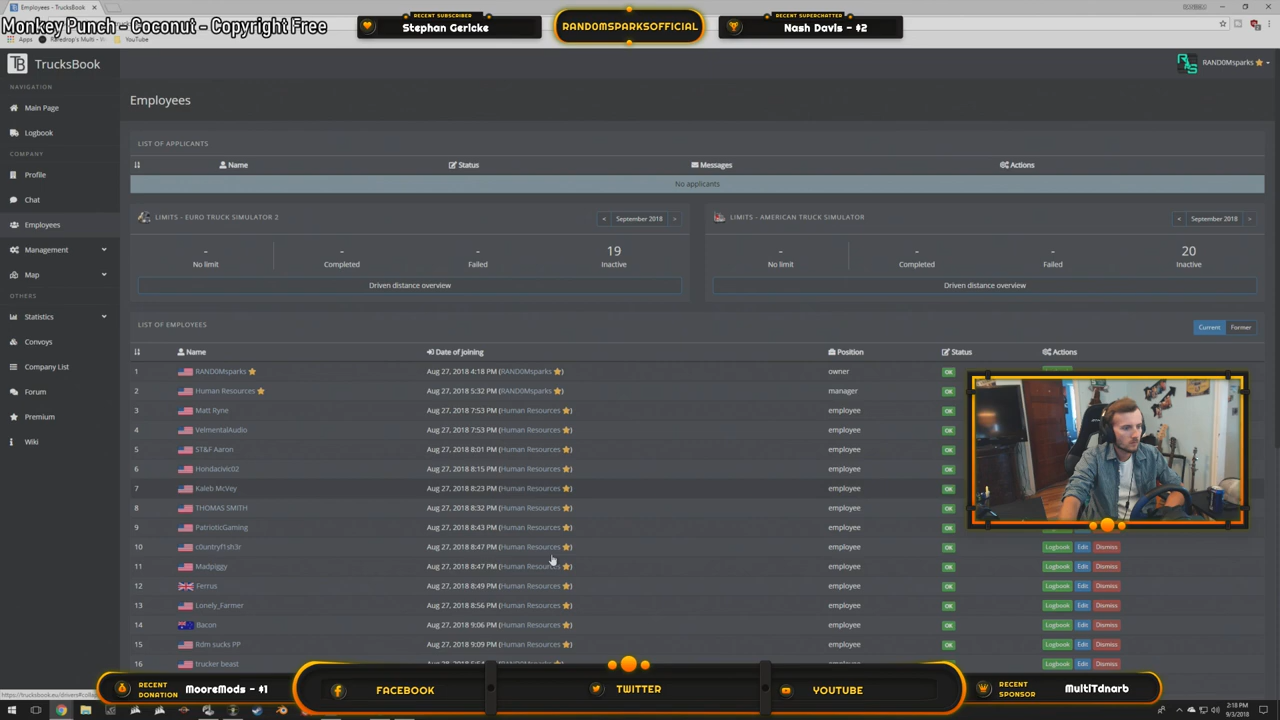 Employees - TrucksBook
Monkey Punch - Coconut - Copyright Free
RECENT SUBSCRIBER
Stephan Gericke
RANDOMSPARKSOFFICIAL
RECENT SUPERCHATTER
Nash Davis - $2
Apps
YouTube
TrucksBook
RAND0Msparks
NAVIGATION
Main Page
Logbook
COMPANY
Profile
Chat
Employees
Management
Map
OTHERS
Statistics
Convoys
Company List
Forum
Premium
Wiki
Employees
LIST OF APPLICANTS
Name Status Messages Actions
No applicants
LIMITS - EURO TRUCK SIMULATOR 2 < September 2018 >
- - - 19
No limit Completed Failed Inactive
Driven distance overview
LIMITS - AMERICAN TRUCK SIMULATOR < September 2018 >
- - - 20
No limit Completed Failed Inactive
Driven distance overview
LIST OF EMPLOYEES Current Former
Name Date of joining Position Status Actions
1 RAND0Msparks Aug 27, 2018 4:18 PM (RAND0Msparks) owner OK
2 Human Resources Aug 27, 2018 5:32 PM (RAND0Msparks) manager OK
3 Matt Ryne Aug 27, 2018 7:53 PM (Human Resources) employee OK
4 VelmentalAudio Aug 27, 2018 7:53 PM (Human Resources) employee OK
5 ST&F Aaron Aug 27, 2018 8:01 PM (Human Resources) employee OK
6 Hondacivic02 Aug 27, 2018 8:15 PM (Human Resources) employee OK
7 Kaleb McVey Aug 27, 2018 8:23 PM (Human Resources) employee OK
8 THOMAS SMITH Aug 27, 2018 8:32 PM (Human Resources) employee OK
9 PatrioticGaming Aug 27, 2018 8:43 PM (Human Resources) employee OK
10 c0untryf1sh3r Aug 27, 2018 8:47 PM (Human Resources) employee OK Logbook Edit Dismiss
11 Madpiggy Aug 27, 2018 8:47 PM (Human Resources) employee OK Logbook Edit Dismiss
12 Ferrus Aug 27, 2018 8:49 PM (Human Resources) employee OK Logbook Edit Dismiss
13 Lonely_Farmer Aug 27, 2018 8:56 PM (Human Resources) employee OK Logbook Edit Dismiss
14 Bacon Aug 27, 2018 9:06 PM (Human Resources) employee OK Logbook Edit Dismiss
15 Rdm sucks PP Aug 27, 2018 9:09 PM (Human Resources) employee OK Logbook Edit Dismiss
16 trucker beast
RECENT DONATION
MooreMods - $1
FACEBOOK
TWITTER
YOUTUBE
RECENT SPONSOR
MultiTdnarb
2:18 PM
9/3/2018